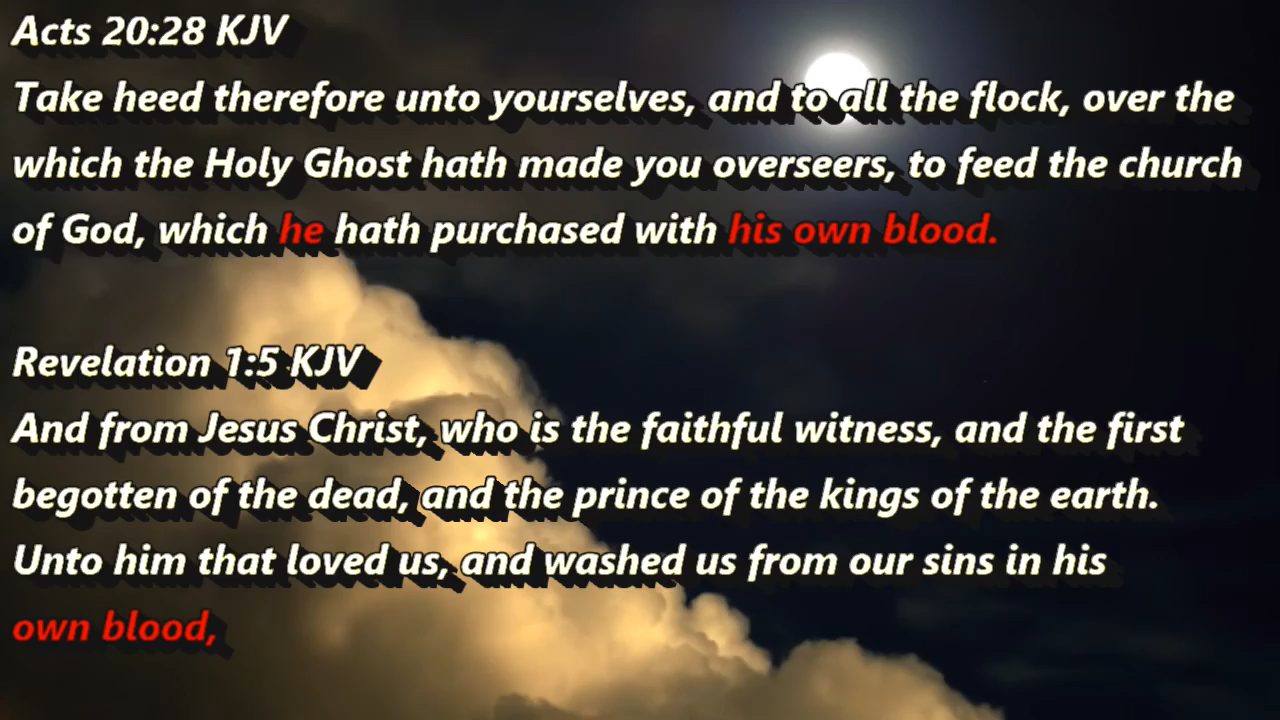 Acts 20:28 KJV
Take heed therefore unto yourselves, and to all the flock, over the
which the Holy Ghost hath made you overseers, to feed the church
of God, which he hath purchased with his own blood.
Revelation 1:5 KJV
And from Jesus Christ, who is the faithful witness, and the first
begotten of the dead, and the prince of the kings of the earth.
Unto him that loved us, and washed us from our sins in his
own blood,